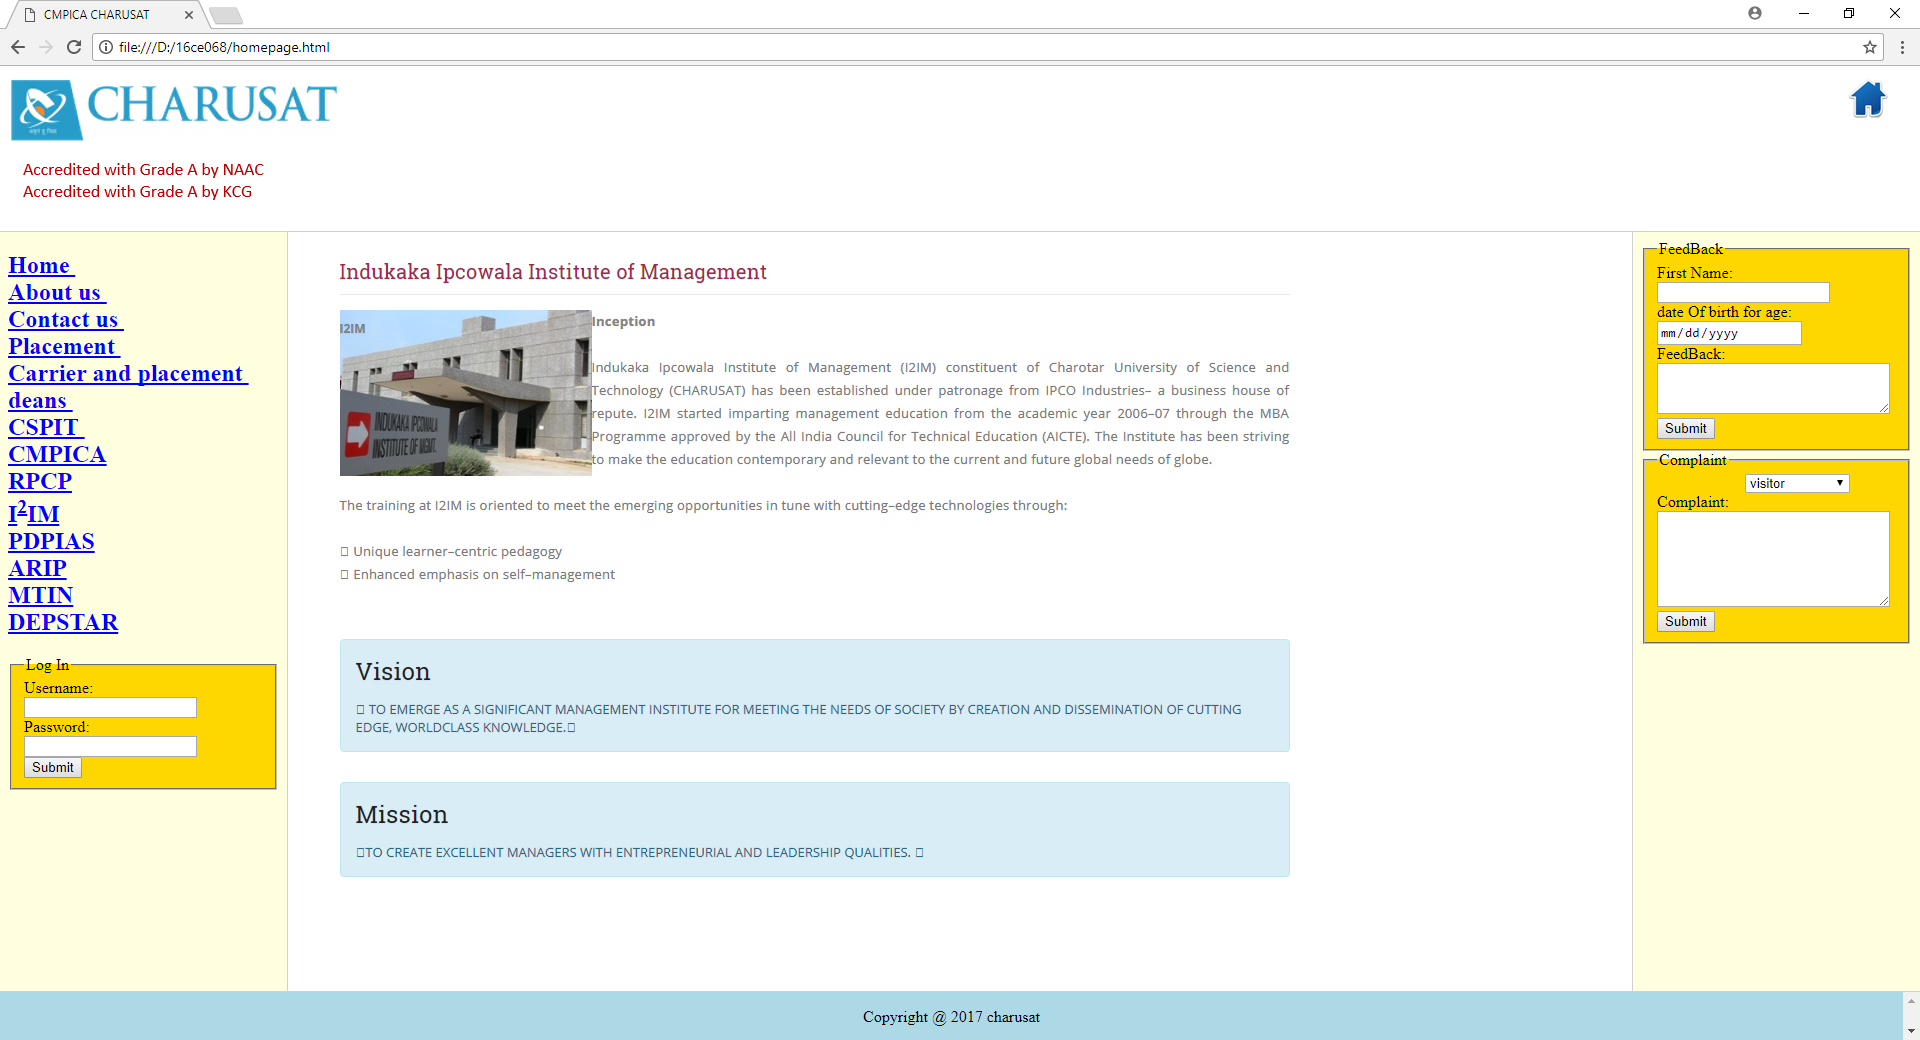 CMPICA CHARUSAT
file:///D:/16ce068/homepage.html
CHARUSAT
Accredited with Grade A by NAAC
Accredited with Grade A by KCG
Home
About us
Contact us
Placement
Carrier and placement
deans
CSPIT
CMPICA
RPCP
I²IM
PDPIAS
ARIP
MTIN
DEPSTAR
Log In
Username:
Password:
Submit
Indukaka Ipcowala Institute of Management
I2IM
INDUKAKA IPCOWALA
INSTITUTE OF MGMT.
Inception
Indukaka Ipcowala Institute of Management (I2IM) constituent of Charotar University of Science and
Technology (CHARUSAT) has been established under patronage from IPCO Industries– a business house of
repute. I2IM started imparting management education from the academic year 2006–07 through the MBA
Programme approved by the All India Council for Technical Education (AICTE). The Institute has been striving
to make the education contemporary and relevant to the current and future global needs of globe.
The training at I2IM is oriented to meet the emerging opportunities in tune with cutting–edge technologies through:
Unique learner–centric pedagogy
Enhanced emphasis on self–management
Vision
TO EMERGE AS A SIGNIFICANT MANAGEMENT INSTITUTE FOR MEETING THE NEEDS OF SOCIETY BY CREATION AND DISSEMINATION OF CUTTING
EDGE, WORLDCLASS KNOWLEDGE.
Mission
TO CREATE EXCELLENT MANAGERS WITH ENTREPRENEURIAL AND LEADERSHIP QUALITIES.
FeedBack
First Name:
date Of birth for age:
mm/dd/yyyy
FeedBack:
Submit
Complaint
visitor
Complaint:
Submit
Copyright @ 2017 charusat